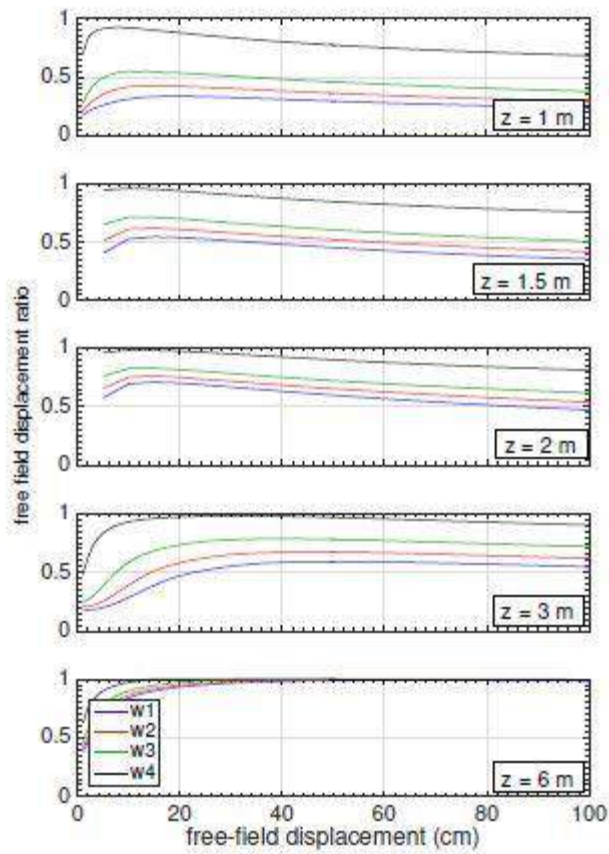 1
0.5
0
z = 1 m
1
0.5
0
z = 1.5 m
free field displacement ratio
1
0.5
0
z = 2 m
1
0.5
0
z = 3 m
1
0.5
0
w1
w2
w3
w4
z = 6 m
0 20 40 60 80 100
free-field displacement (cm)